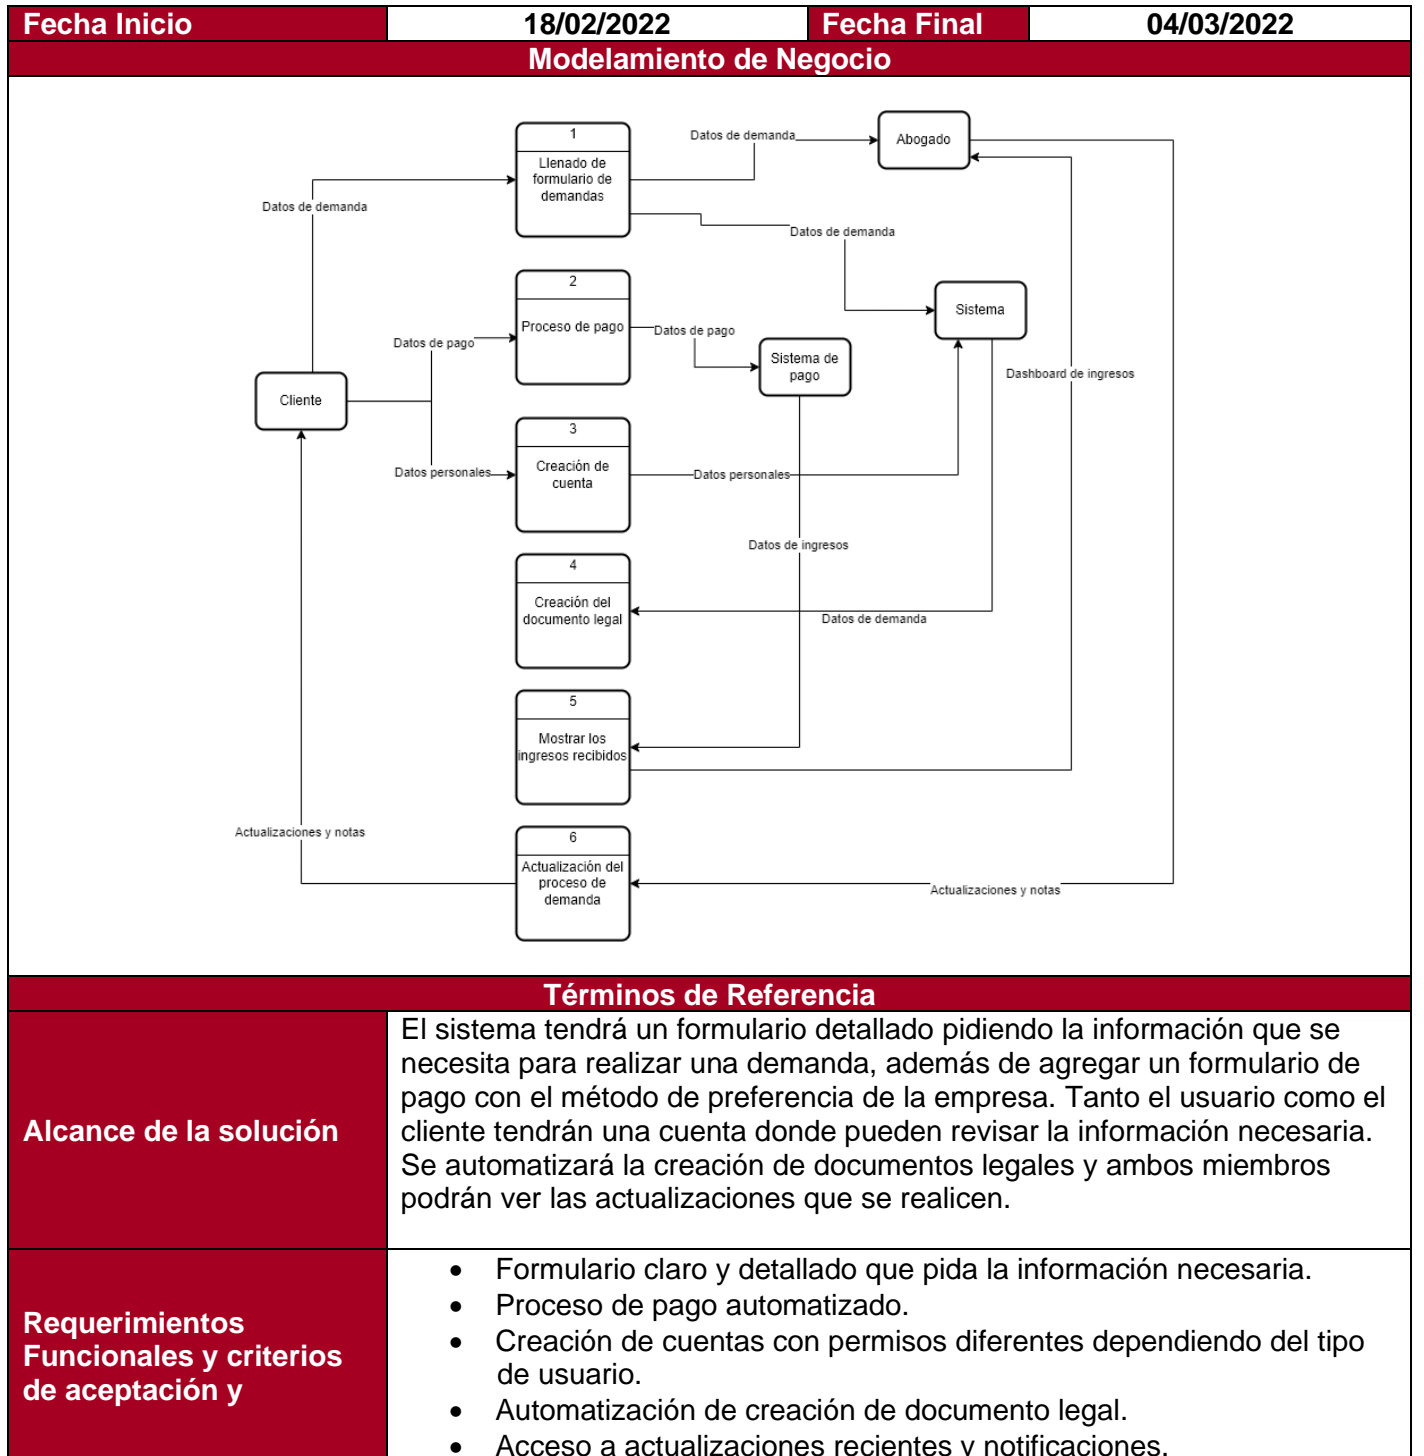 Fecha Inicio 18/02/2022 Fecha Final 04/03/2022
Modelamiento de Negocio
1
Llenado de
formulario de
demandas
Datos de demanda
Abogado
Datos de demanda
Datos de demanda
2
Proceso de pago
Datos de pago
Datos de pago
Sistema
Sistema de
pago
Dashboard de ingresos
Cliente
3
Creación de
cuenta
Datos personales
Datos personales
Datos de ingresos
4
Creación del
documento legal
Datos de demanda
5
Mostrar los
ingresos recibidos
Actualizaciones y notas
6
Actualización del
proceso de
demanda
Actualizaciones y notas
Términos de Referencia
Alcance de la solución
El sistema tendrá un formulario detallado pidiendo la información que se
necesita para realizar una demanda, además de agregar un formulario de
pago con el método de preferencia de la empresa. Tanto el usuario como el
cliente tendrán una cuenta donde pueden revisar la información necesaria.
Se automatizará la creación de documentos legales y ambos miembros
podrán ver las actualizaciones que se realicen.
Requerimientos
Funcionales y criterios
de aceptación y
• Formulario claro y detallado que pida la información necesaria.
• Proceso de pago automatizado.
• Creación de cuentas con permisos diferentes dependiendo del tipo
de usuario.
• Automatización de creación de documento legal.
• Acceso a actualizaciones recientes y notificaciones.